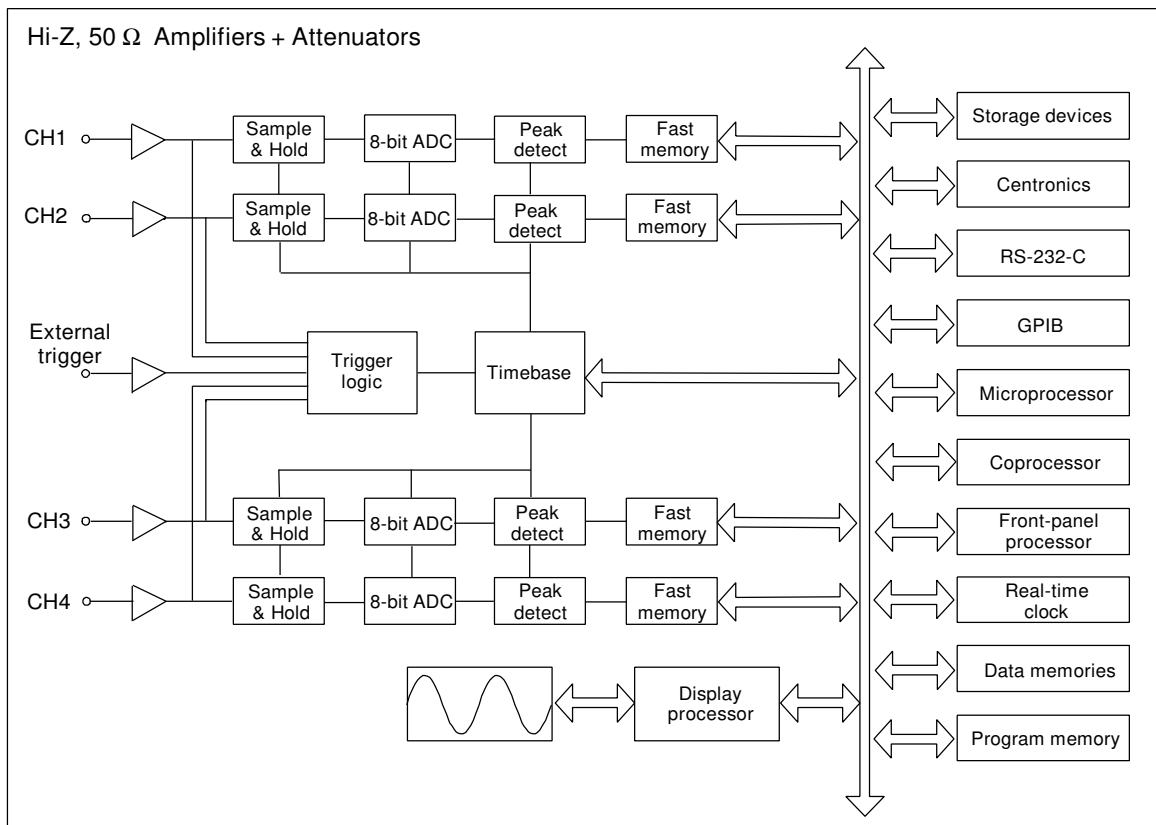 Hi-Z, 50 Ω Amplifiers + Attenuators
CH1
Sample
& Hold
8-bit ADC
Peak
detect
Fast
memory
Storage devices
CH2
Sample
& Hold
8-bit ADC
Peak
detect
Fast
memory
Centronics
RS-232-C
External
trigger
Trigger
logic
Timebase
GPIB
Microprocessor
Coprocessor
CH3
Sample
& Hold
8-bit ADC
Peak
detect
Fast
memory
Front-panel
processor
CH4
Sample
& Hold
8-bit ADC
Peak
detect
Fast
memory
Real-time
clock
Display
processor
Data memories
Program memory